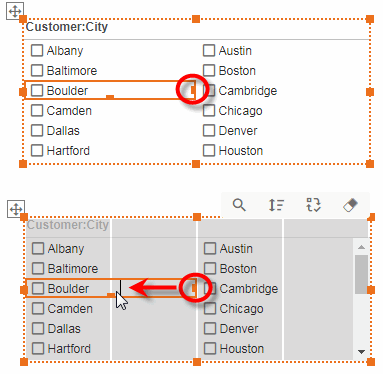 Customer:City
Albany Austin
Baltimore Boston
Boulder Cambridge
Camden Chicago
Dallas Denver
Hartford Houston
Customer:City
Albany Austin
Baltimore Boston
Boulder Cambridge
Camden Chicago
Dallas Denver
Hartford Houston